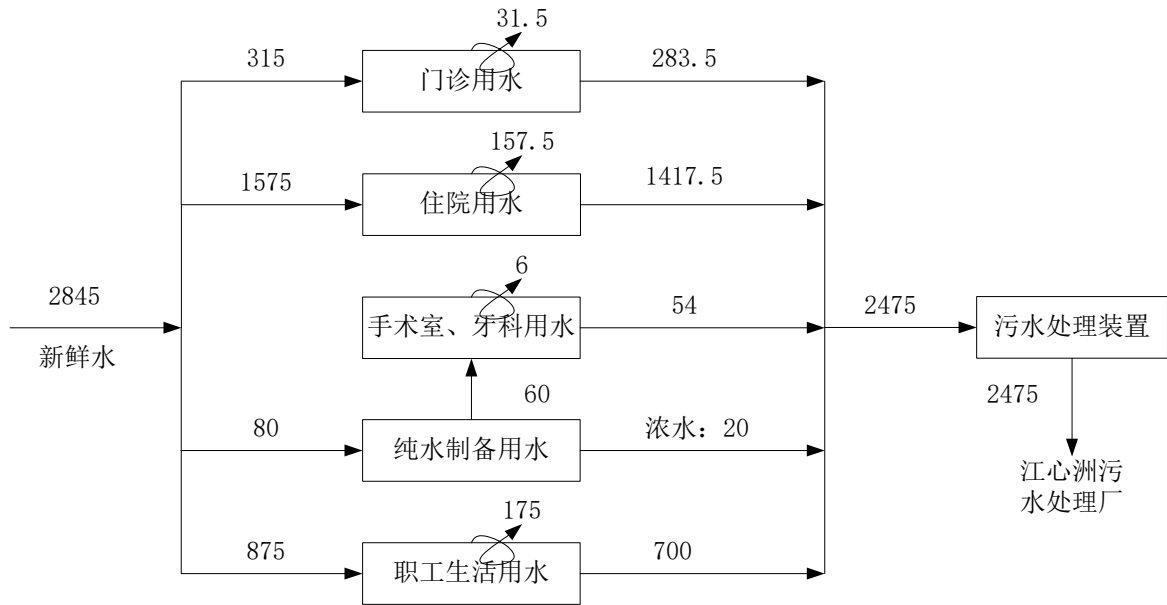 31.5
315
门诊用水
283.5
157.5
1575
住院用水
1417.5
6
2845
手术室、牙科用水
54
2475
污水处理装置
新鲜水
60
2475
80
纯水制备用水
浓水：20
江心洲污
水处理厂
175
875
职工生活用水
700